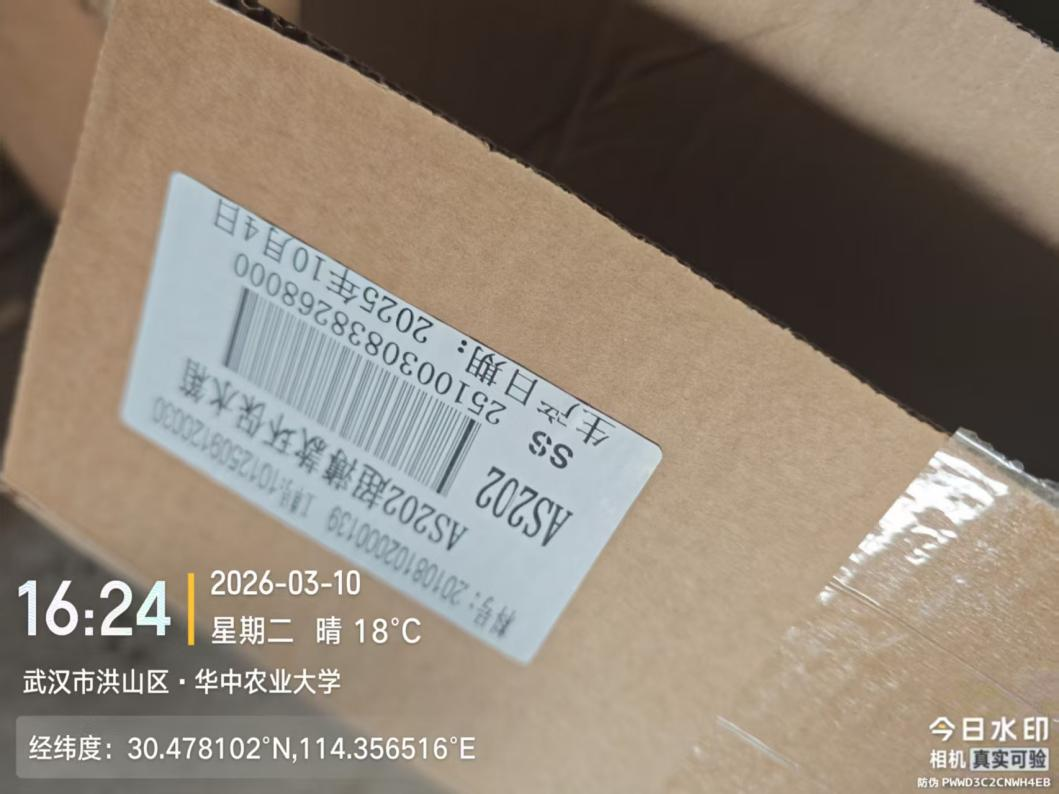 料号: 20108102000139 工单号:1012509120030
AS202超薄款环保水箱
AS202
SS
2510030838268000
生产日期: 2025年10月4日
16:24
2026-03-10
星期二 晴 18°C
武汉市洪山区·华中农业大学
经纬度: 30.478102°N,114.356516°E
今日水印
相机 真实可验
防伪 PWWD3C2CNWH4EB